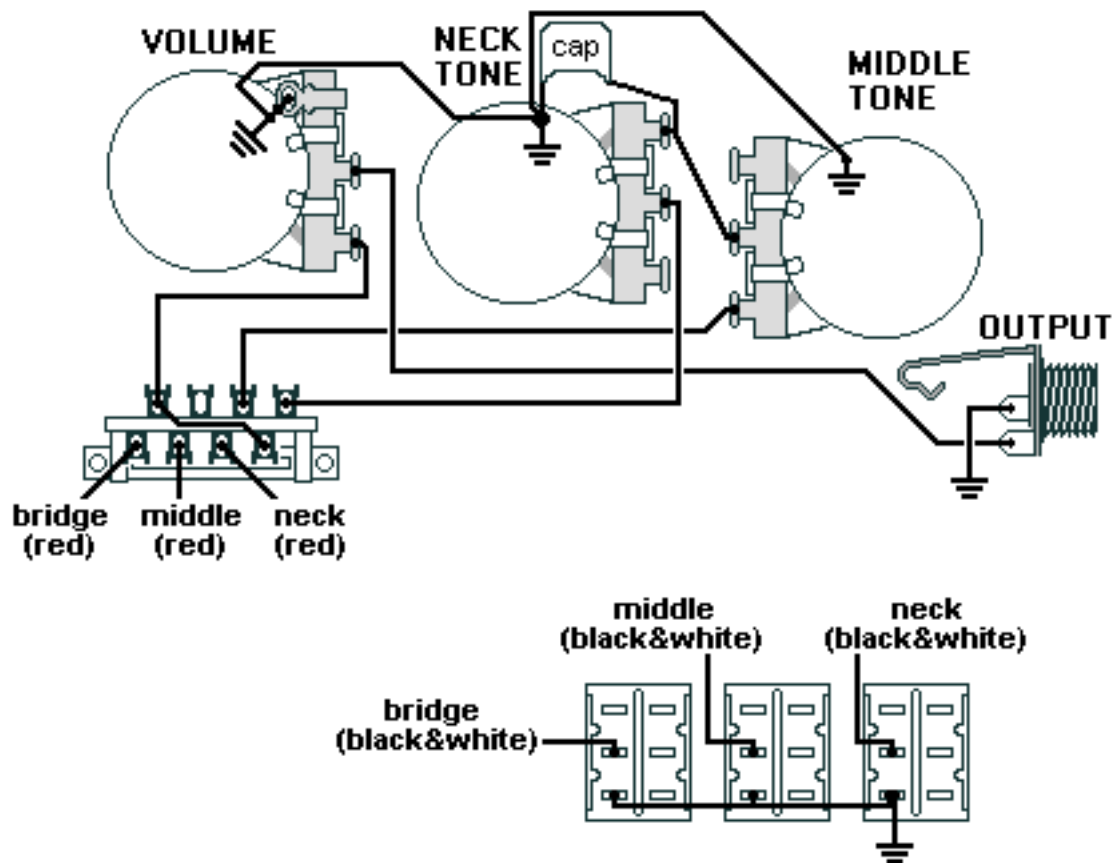 VOLUME
NECK
TONE
cap
MIDDLE
TONE
OUTPUT
bridge
(red)
middle
(red)
neck
(red)
middle
(black&white)
neck
(black&white)
bridge
(black&white)